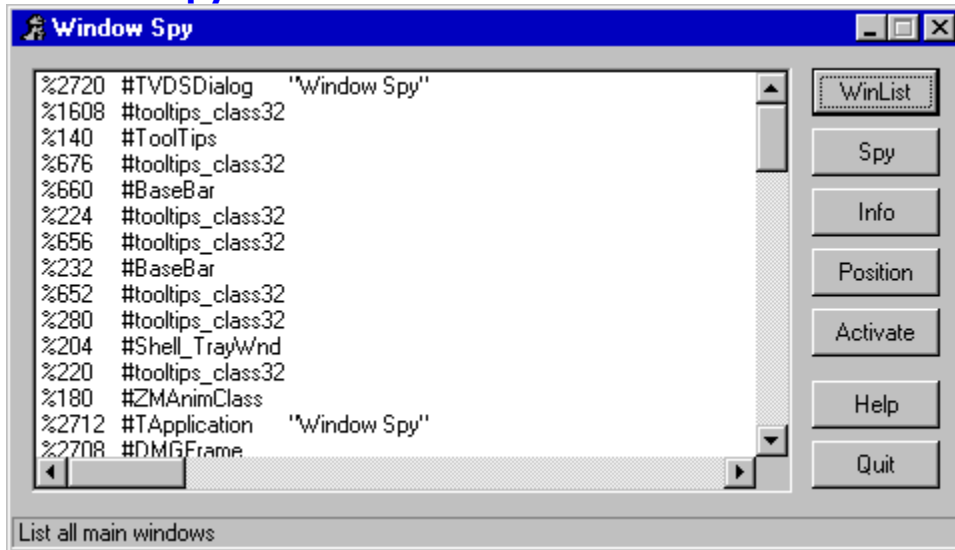 Window Spy
%2720 #TVDSDialog "Window Spy"
%1608 #tooltips_class32
%140 #ToolTips
%676 #tooltips_class32
%660 #BaseBar
%224 #tooltips_class32
%656 #tooltips_class32
%232 #BaseBar
%652 #tooltips_class32
%280 #tooltips_class32
%204 #Shell_TrayWnd
%220 #tooltips_class32
%180 #ZMAnimClass
%2712 #TApplication "Window Spy"
%2708 #DMGFrame
WinList
Spy
Info
Position
Activate
Help
Quit
List all main windows